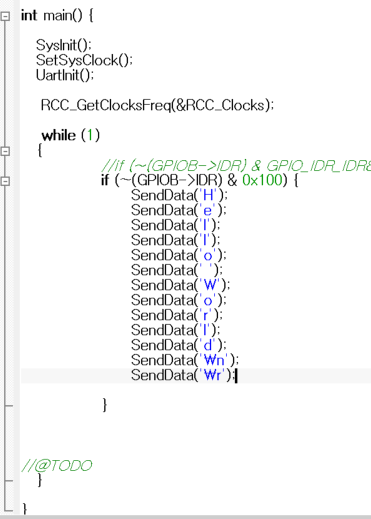 int main() {
SysInit();
SetSysClock();
UartInit();
RCC_GetClocksFreq(&RCC_Clocks);
while (1)
{
//if (~(GPIOB->IDR) & GPIO_IDR_IDR8
if (~(GPIOB->IDR) & 0x100) {
SendData('H');
SendData('e');
SendData('l');
SendData('l');
SendData('o');
SendData(' ');
SendData('W');
SendData('o');
SendData('r');
SendData('l');
SendData('d');
SendData('₩n');
SendData('₩r');
}
//@TODO
}
}